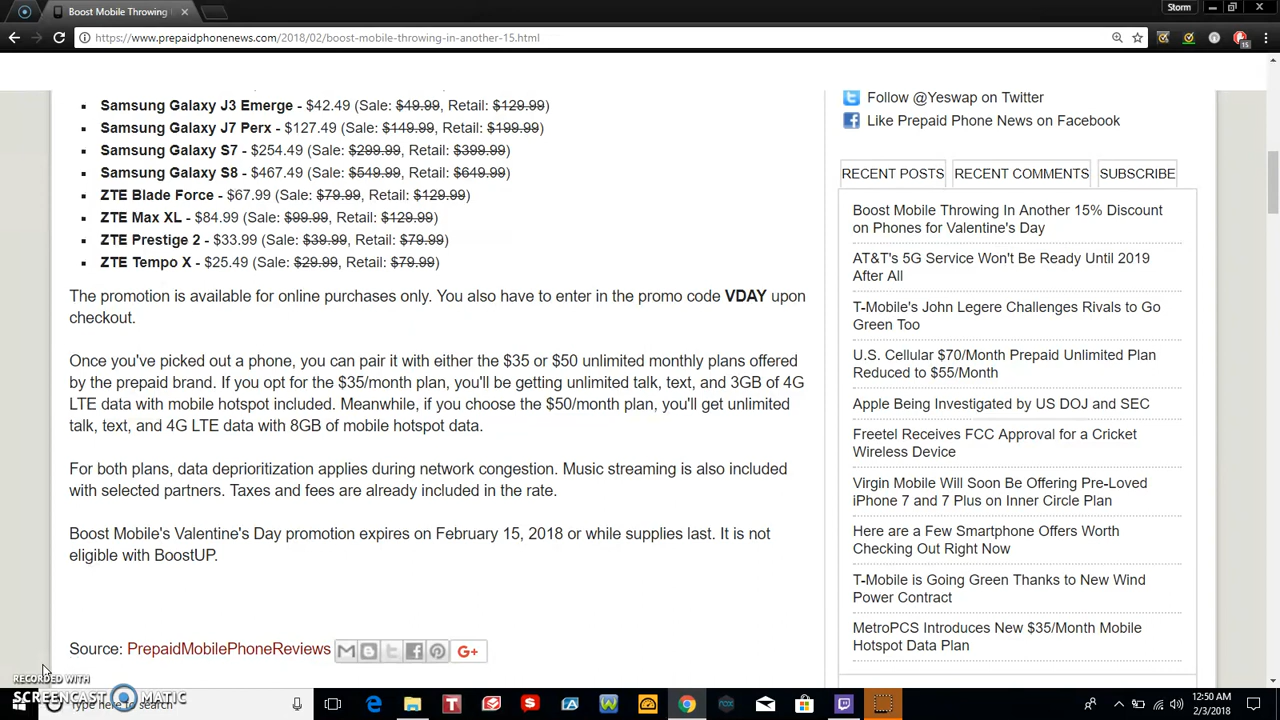 Boost Mobile Throwing
Storm
https://www.prepaidphonenews.com/2018/02/boost-mobile-throwing-in-another-15.html
15
Samsung Galaxy J3 Emerge - $42.49 (Sale: $49.99, Retail: $129.99)
Samsung Galaxy J7 Perx - $127.49 (Sale: $149.99, Retail: $199.99)
Samsung Galaxy S7 - $254.49 (Sale: $299.99, Retail: $399.99)
Samsung Galaxy S8 - $467.49 (Sale: $549.99, Retail: $649.99)
ZTE Blade Force - $67.99 (Sale: $79.99, Retail: $129.99)
ZTE Max XL - $84.99 (Sale: $99.99, Retail: $129.99)
ZTE Prestige 2 - $33.99 (Sale: $39.99, Retail: $79.99)
ZTE Tempo X - $25.49 (Sale: $29.99, Retail: $79.99)
The promotion is available for online purchases only. You also have to enter in the promo code VDAY upon
checkout.
Once you've picked out a phone, you can pair it with either the $35 or $50 unlimited monthly plans offered
by the prepaid brand. If you opt for the $35/month plan, you'll be getting unlimited talk, text, and 3GB of 4G
LTE data with mobile hotspot included. Meanwhile, if you choose the $50/month plan, you'll get unlimited
talk, text, and 4G LTE data with 8GB of mobile hotspot data.
For both plans, data deprioritization applies during network congestion. Music streaming is also included
with selected partners. Taxes and fees are already included in the rate.
Boost Mobile's Valentine's Day promotion expires on February 15, 2018 or while supplies last. It is not
eligible with BoostUP.
Source: PrepaidMobilePhoneReviews
Follow @Yeswap on Twitter
Like Prepaid Phone News on Facebook
RECENT POSTS RECENT COMMENTS SUBSCRIBE
Boost Mobile Throwing In Another 15% Discount
on Phones for Valentine's Day
AT&T's 5G Service Won't Be Ready Until 2019
After All
T-Mobile's John Legere Challenges Rivals to Go
Green Too
U.S. Cellular $70/Month Prepaid Unlimited Plan
Reduced to $55/Month
Apple Being Investigated by US DOJ and SEC
Freetel Receives FCC Approval for a Cricket
Wireless Device
Virgin Mobile Will Soon Be Offering Pre-Loved
iPhone 7 and 7 Plus on Inner Circle Plan
Here are a Few Smartphone Offers Worth
Checking Out Right Now
T-Mobile is Going Green Thanks to New Wind
Power Contract
MetroPCS Introduces New $35/Month Mobile
Hotspot Data Plan
RECORDED WITH
SCREENCAST MATIC
Type here to search
12:50 AM
2/3/2018